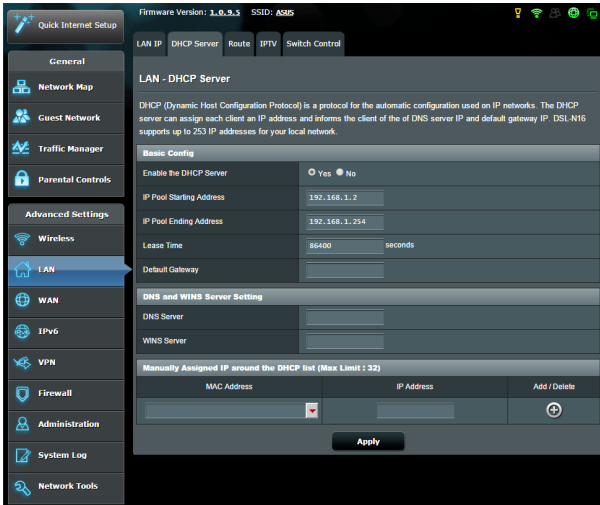 Firmware Version: 1.0.9.5 SSID: ASUS
Quick Internet Setup
General
Network Map
Guest Network
Traffic Manager
Parental Controls
Advanced Settings
Wireless
LAN
WAN
IPv6
VPN
Firewall
Administration
System Log
Network Tools
LAN IP DHCP Server Route IPTV Switch Control
LAN - DHCP Server
DHCP (Dynamic Host Configuration Protocol) is a protocol for the automatic configuration used on IP networks. The DHCP
server can assign each client an IP address and informs the client of the of DNS server IP and default gateway IP. DSL-N16
supports up to 253 IP addresses for your local network.
Basic Config
Enable the DHCP Server Yes No
IP Pool Starting Address 192.168.1.2
IP Pool Ending Address 192.168.1.254
Lease Time 86400 seconds
Default Gateway
DNS and WINS Server Setting
DNS Server
WINS Server
Manually Assigned IP around the DHCP list (Max Limit : 32)
MAC Address IP Address Add / Delete
Apply